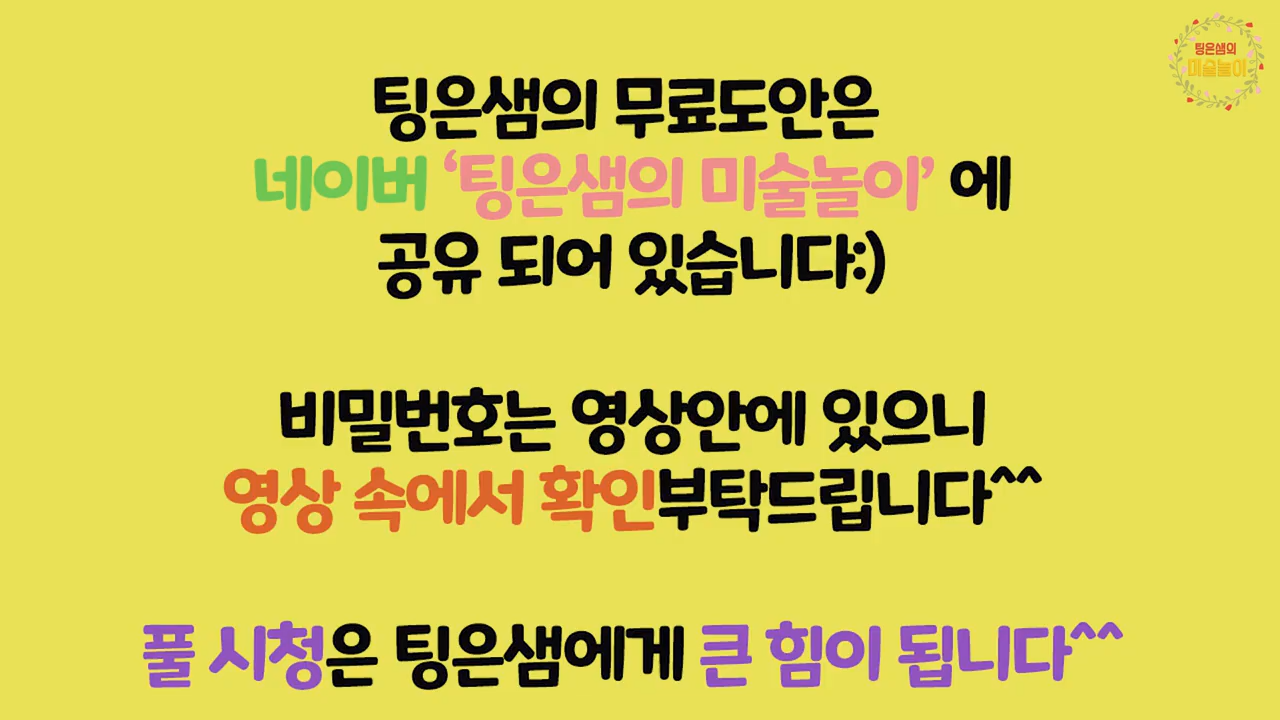 팅은샘의
미술놀이
팅은샘의 무료도안은
네이버 ‘팅은샘의 미술놀이’ 에
공유 되어 있습니다:)
비밀번호는 영상안에 있으니
영상 속에서 확인부탁드립니다^^
풀 시청은 팅은샘에게 큰 힘이 됩니다^^